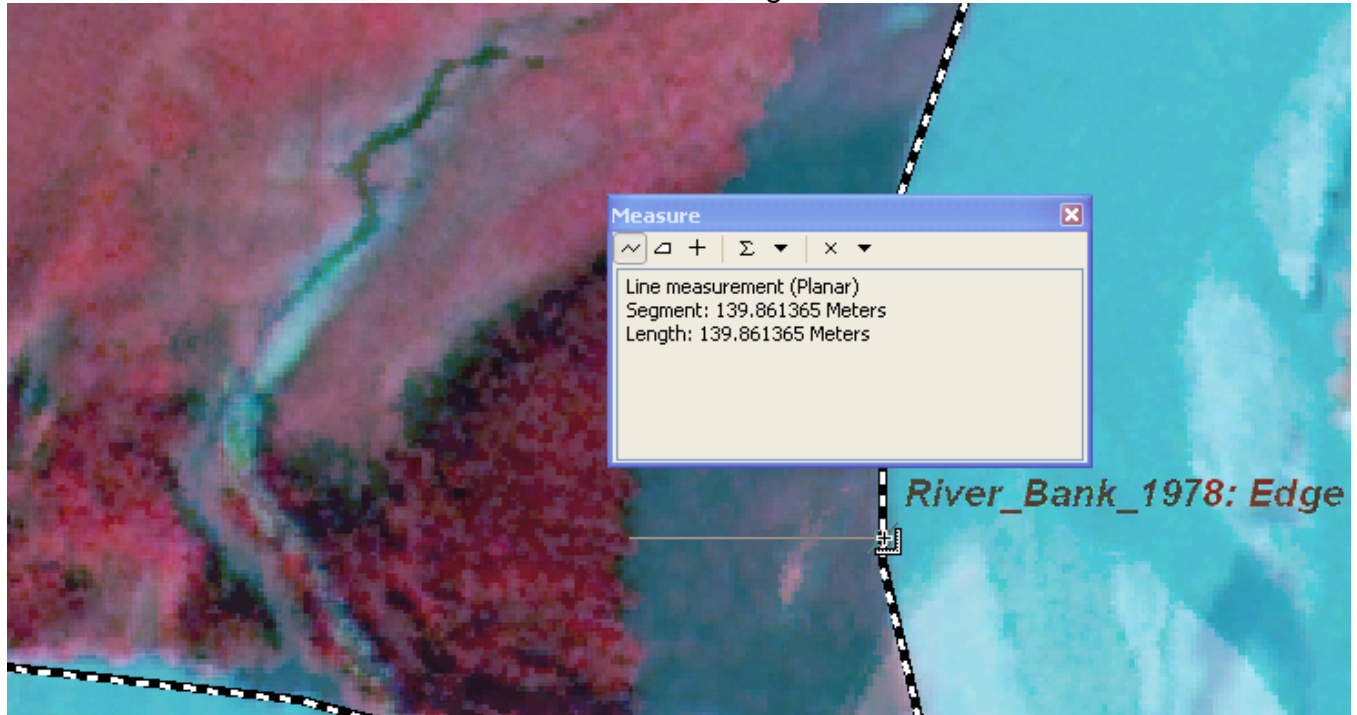 Measure
Line measurement (Planar)
Segment: 139.861365 Meters
Length: 139.861365 Meters
River_Bank_1978: Edge